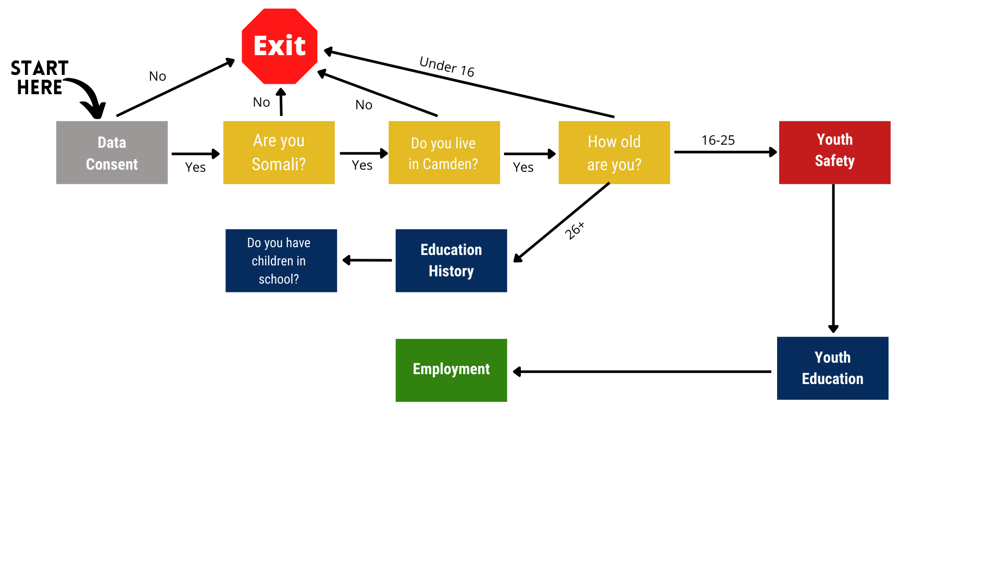 Exit
START
HERE
No
No
No
Under 16
Data
Consent
Yes
Are you
Somali?
Yes
Do you live
in Camden?
Yes
How old
are you?
16-25
Youth
Safety
26+
Do you have
children in
school?
Education
History
Employment
Youth
Education